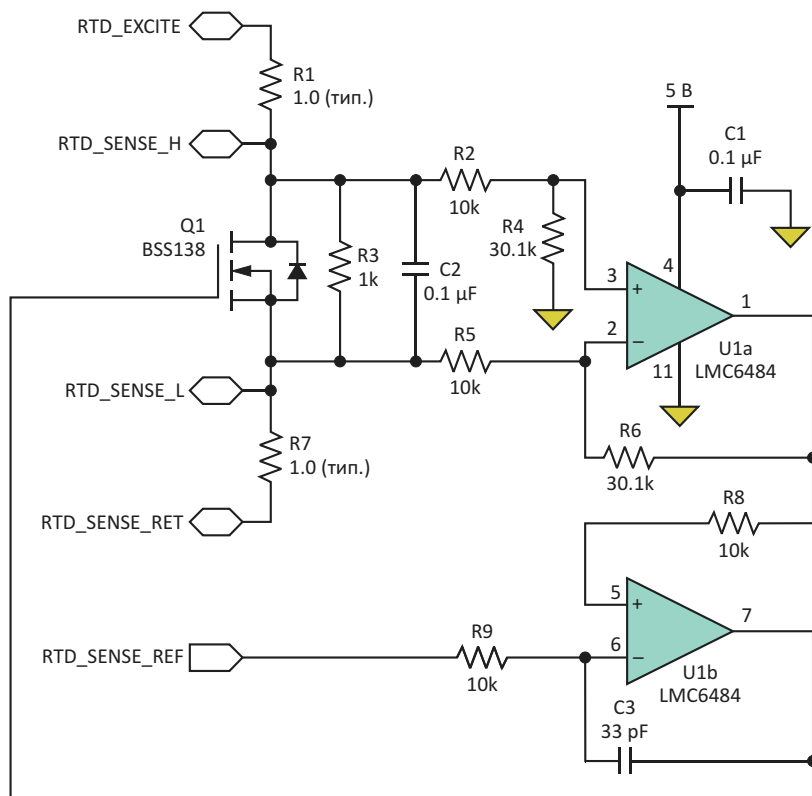 RTD_EXCITE
R1
1.0 (тип.)
5 В
C1
0.1 µF
RTD_SENSE_H
R2
10k
Q1
BSS138
R3
1k
C2
0.1 µF
R4
30.1k
3
+
4
1
2
−
U1a
LMC6484
11
R5
10k
RTD_SENSE_L
R7
1.0 (тип.)
R6
30.1k
RTD_SENSE_RET
R8
10k
5
+
7
RTD_SENSE_REF
R9
10k
6
−
U1b
LMC6484
C3
33 pF